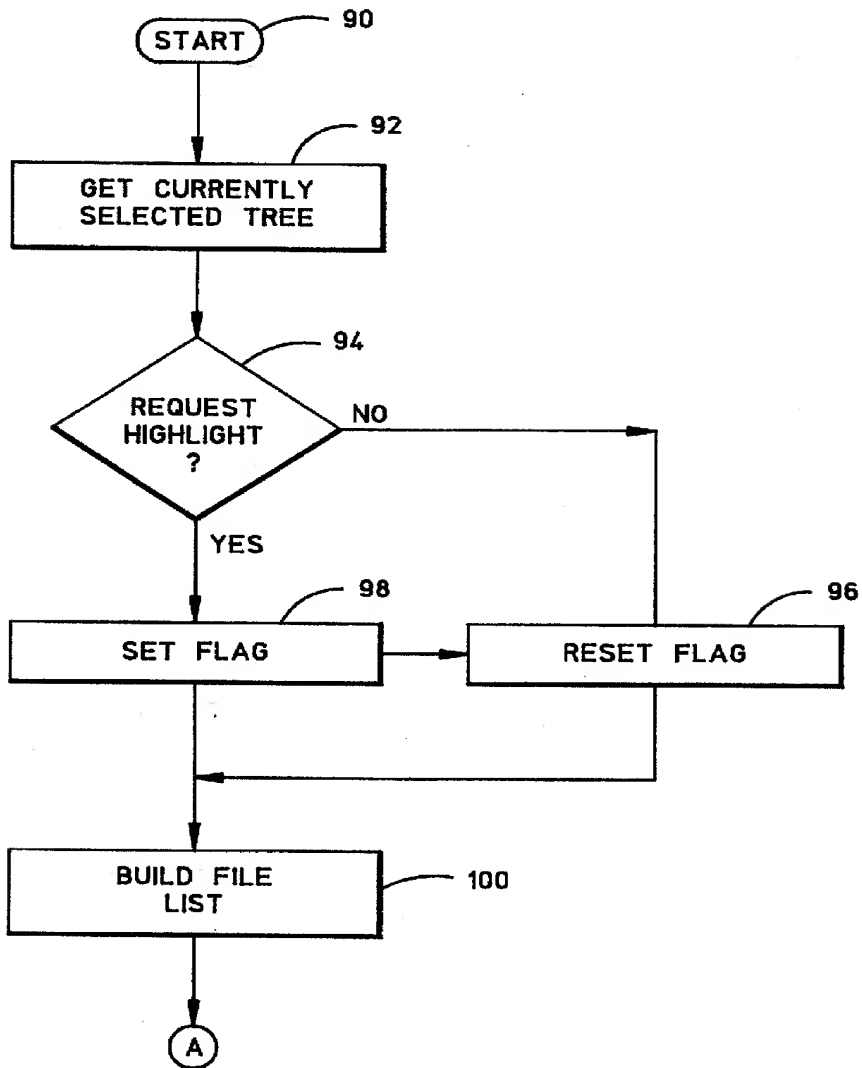 START
90
92
GET CURRENTLY
SELECTED TREE
94
REQUEST
HIGHLIGHT
?
NO
YES
98
96
SET FLAG
RESET FLAG
BUILD FILE
LIST
100
A